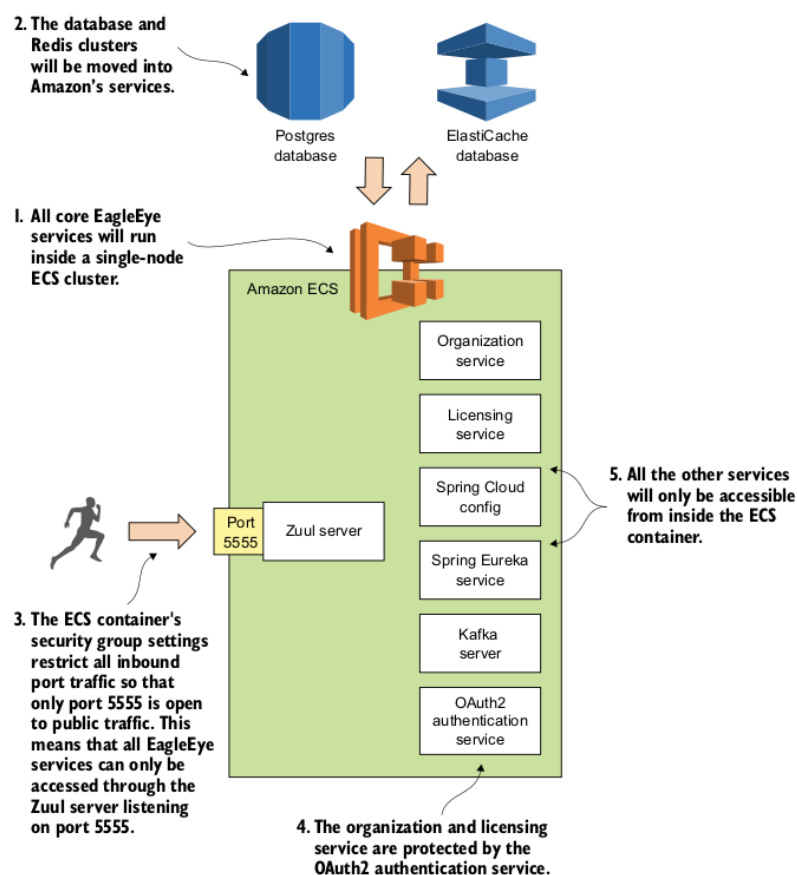 2. The database and
Redis clusters
will be moved into
Amazon's services.
Postgres
database
ElastiCache
database
1. All core EagleEye
services will run
inside a single-node
ECS cluster.
Amazon ECS
Organization
service
Licensing
service
Spring Cloud
config
5. All the other services
will only be accessible
from inside the ECS
container.
Port
5555
Zuul server
Spring Eureka
service
Kafka
server
OAuth2
authentication
service
3. The ECS container's
security group settings
restrict all inbound
port traffic so that
only port 5555 is open
to public traffic. This
means that all EagleEye
services can only be
accessed through the
Zuul server listening
on port 5555.
4. The organization and licensing
service are protected by the
OAuth2 authentication service.